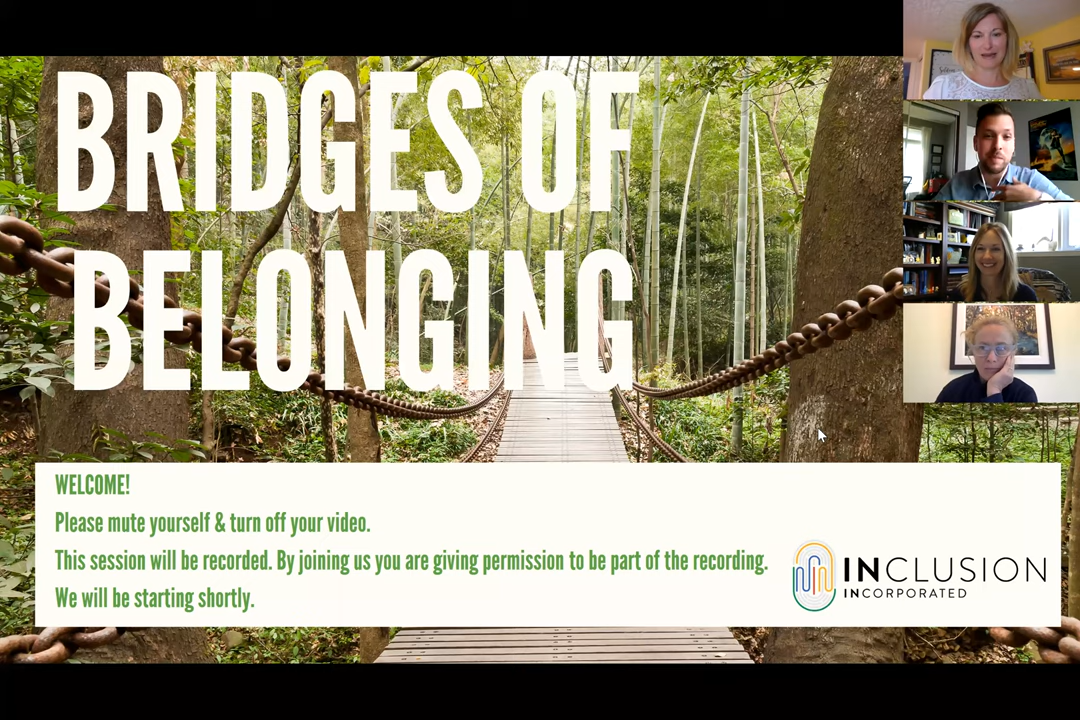 BRIDGES OF
BELONGING
WELCOME!
Please mute yourself & turn off your video.
This session will be recorded. By joining us you are giving permission to be part of the recording.
We will be starting shortly.
INCLUSION
INCORPORATED